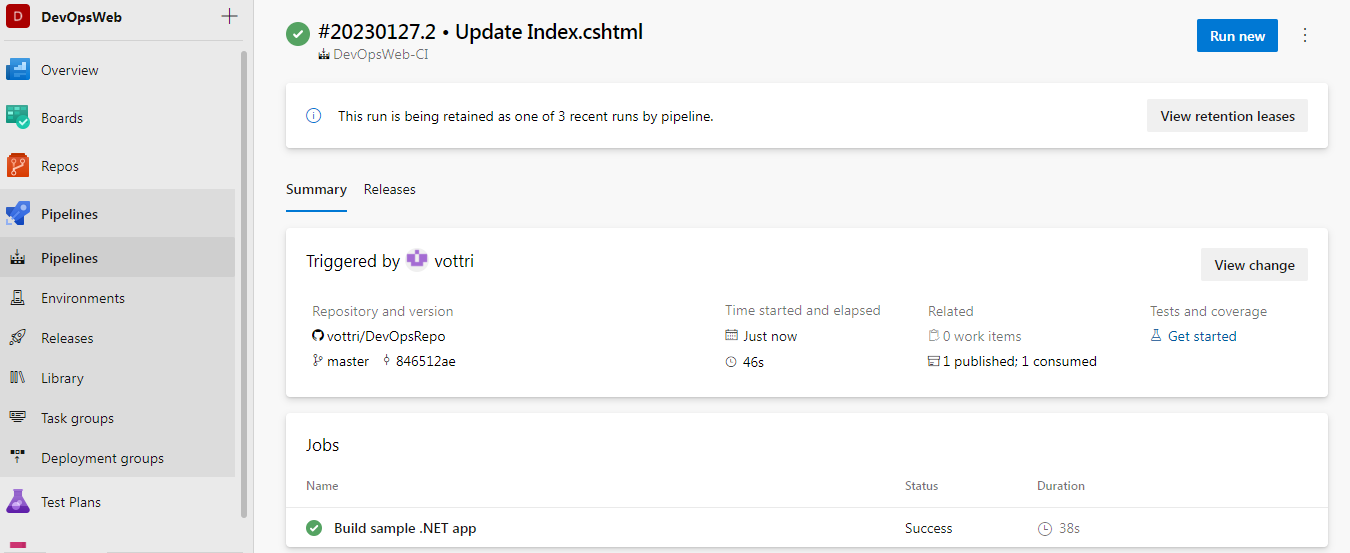 D DevOpsWeb
Overview
Boards
Repos
Pipelines
Pipelines
Environments
Releases
Library
Task groups
Deployment groups
Test Plans
#20230127.2 • Update Index.cshtml
DevOpsWeb-CI
Run new
This run is being retained as one of 3 recent runs by pipeline.
View retention leases
Summary Releases
Triggered by vottri
View change
Repository and version
vottri/DevOpsRepo
master 846512ae
Time started and elapsed
Just now
46s
Related
0 work items
1 published; 1 consumed
Tests and coverage
Get started
Jobs
Name Status Duration
Build sample .NET app Success 38s